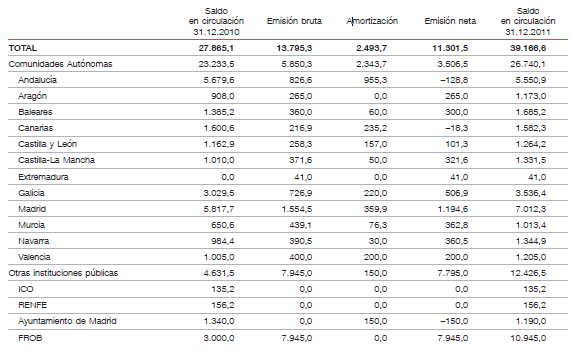 Saldo en circulación 31.12.2010 Emisión bruta Amortización Emisión neta Saldo en circulación 31.12.2011
TOTAL 27.865,1 13.795,3 2.493,7 11.301,5 39.166,6
Comunidades Autónomas 23.233,5 5.850,3 2.343,7 3.506,5 26.740,1
Andalucía 5.679,6 826,6 955,3 –128,8 5.550,9
Aragón 908,0 265,0 0,0 265,0 1.173,0
Baleares 1.385,2 360,0 60,0 300,0 1.685,2
Canarias 1.600,6 216,9 235,2 –18,3 1.582,3
Castilla y León 1.162,9 258,3 157,0 101,3 1.264,2
Castilla-La Mancha 1.010,0 371,6 50,0 321,6 1.331,5
Extremadura 0,0 41,0 0,0 41,0 41,0
Galicia 3.029,5 726,9 220,0 506,9 3.536,4
Madrid 5.817,7 1.554,5 359,9 1.194,6 7.012,3
Murcia 650,6 439,1 76,3 362,8 1.013,4
Navarra 984,4 390,5 30,0 360,5 1.344,9
Valencia 1.005,0 400,0 200,0 200,0 1.205,0
Otras instituciones públicas 4.631,5 7.945,0 150,0 7.795,0 12.426,5
ICO 135,2 0,0 0,0 0,0 135,2
RENFE 156,2 0,0 0,0 0,0 156,2
Ayuntamiento de Madrid 1.340,0 0,0 150,0 –150,0 1.190,0
FROB 3.000,0 7.945,0 0,0 7.945,0 10.945,0